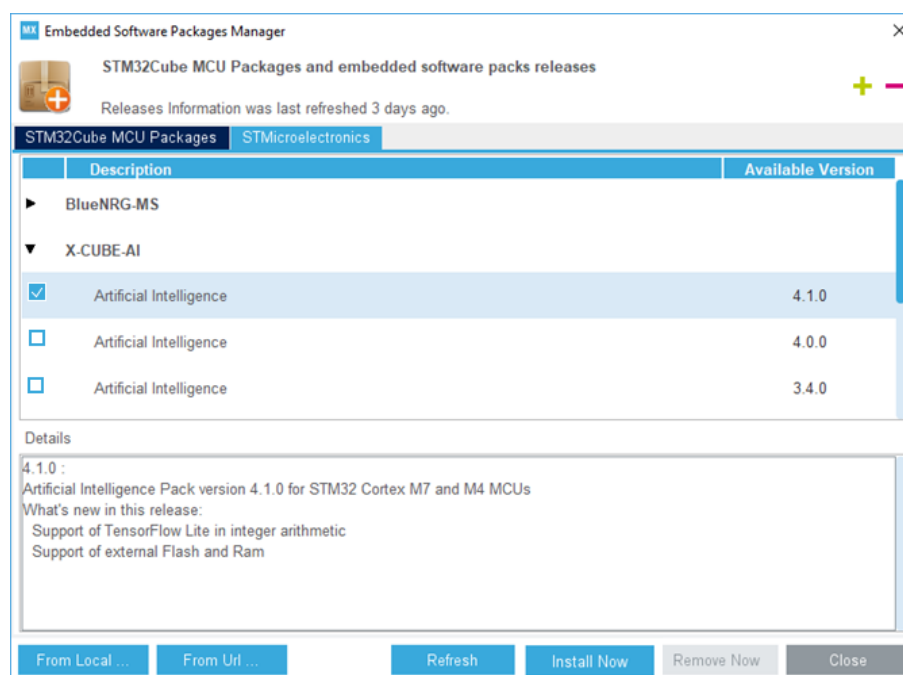 MX Embedded Software Packages Manager
STM32Cube MCU Packages and embedded software packs releases
Releases Information was last refreshed 3 days ago.
STM32Cube MCU Packages STMicroelectronics
Description Available Version
BlueNRG-MS
X-CUBE-AI
Artificial Intelligence 4.1.0
Artificial Intelligence 4.0.0
Artificial Intelligence 3.4.0
Details
4.1.0 :
Artificial Intelligence Pack version 4.1.0 for STM32 Cortex M7 and M4 MCUs
What's new in this release:
Support of TensorFlow Lite in integer arithmetic
Support of external Flash and Ram
From Local ... From Url ... Refresh Install Now Remove Now Close